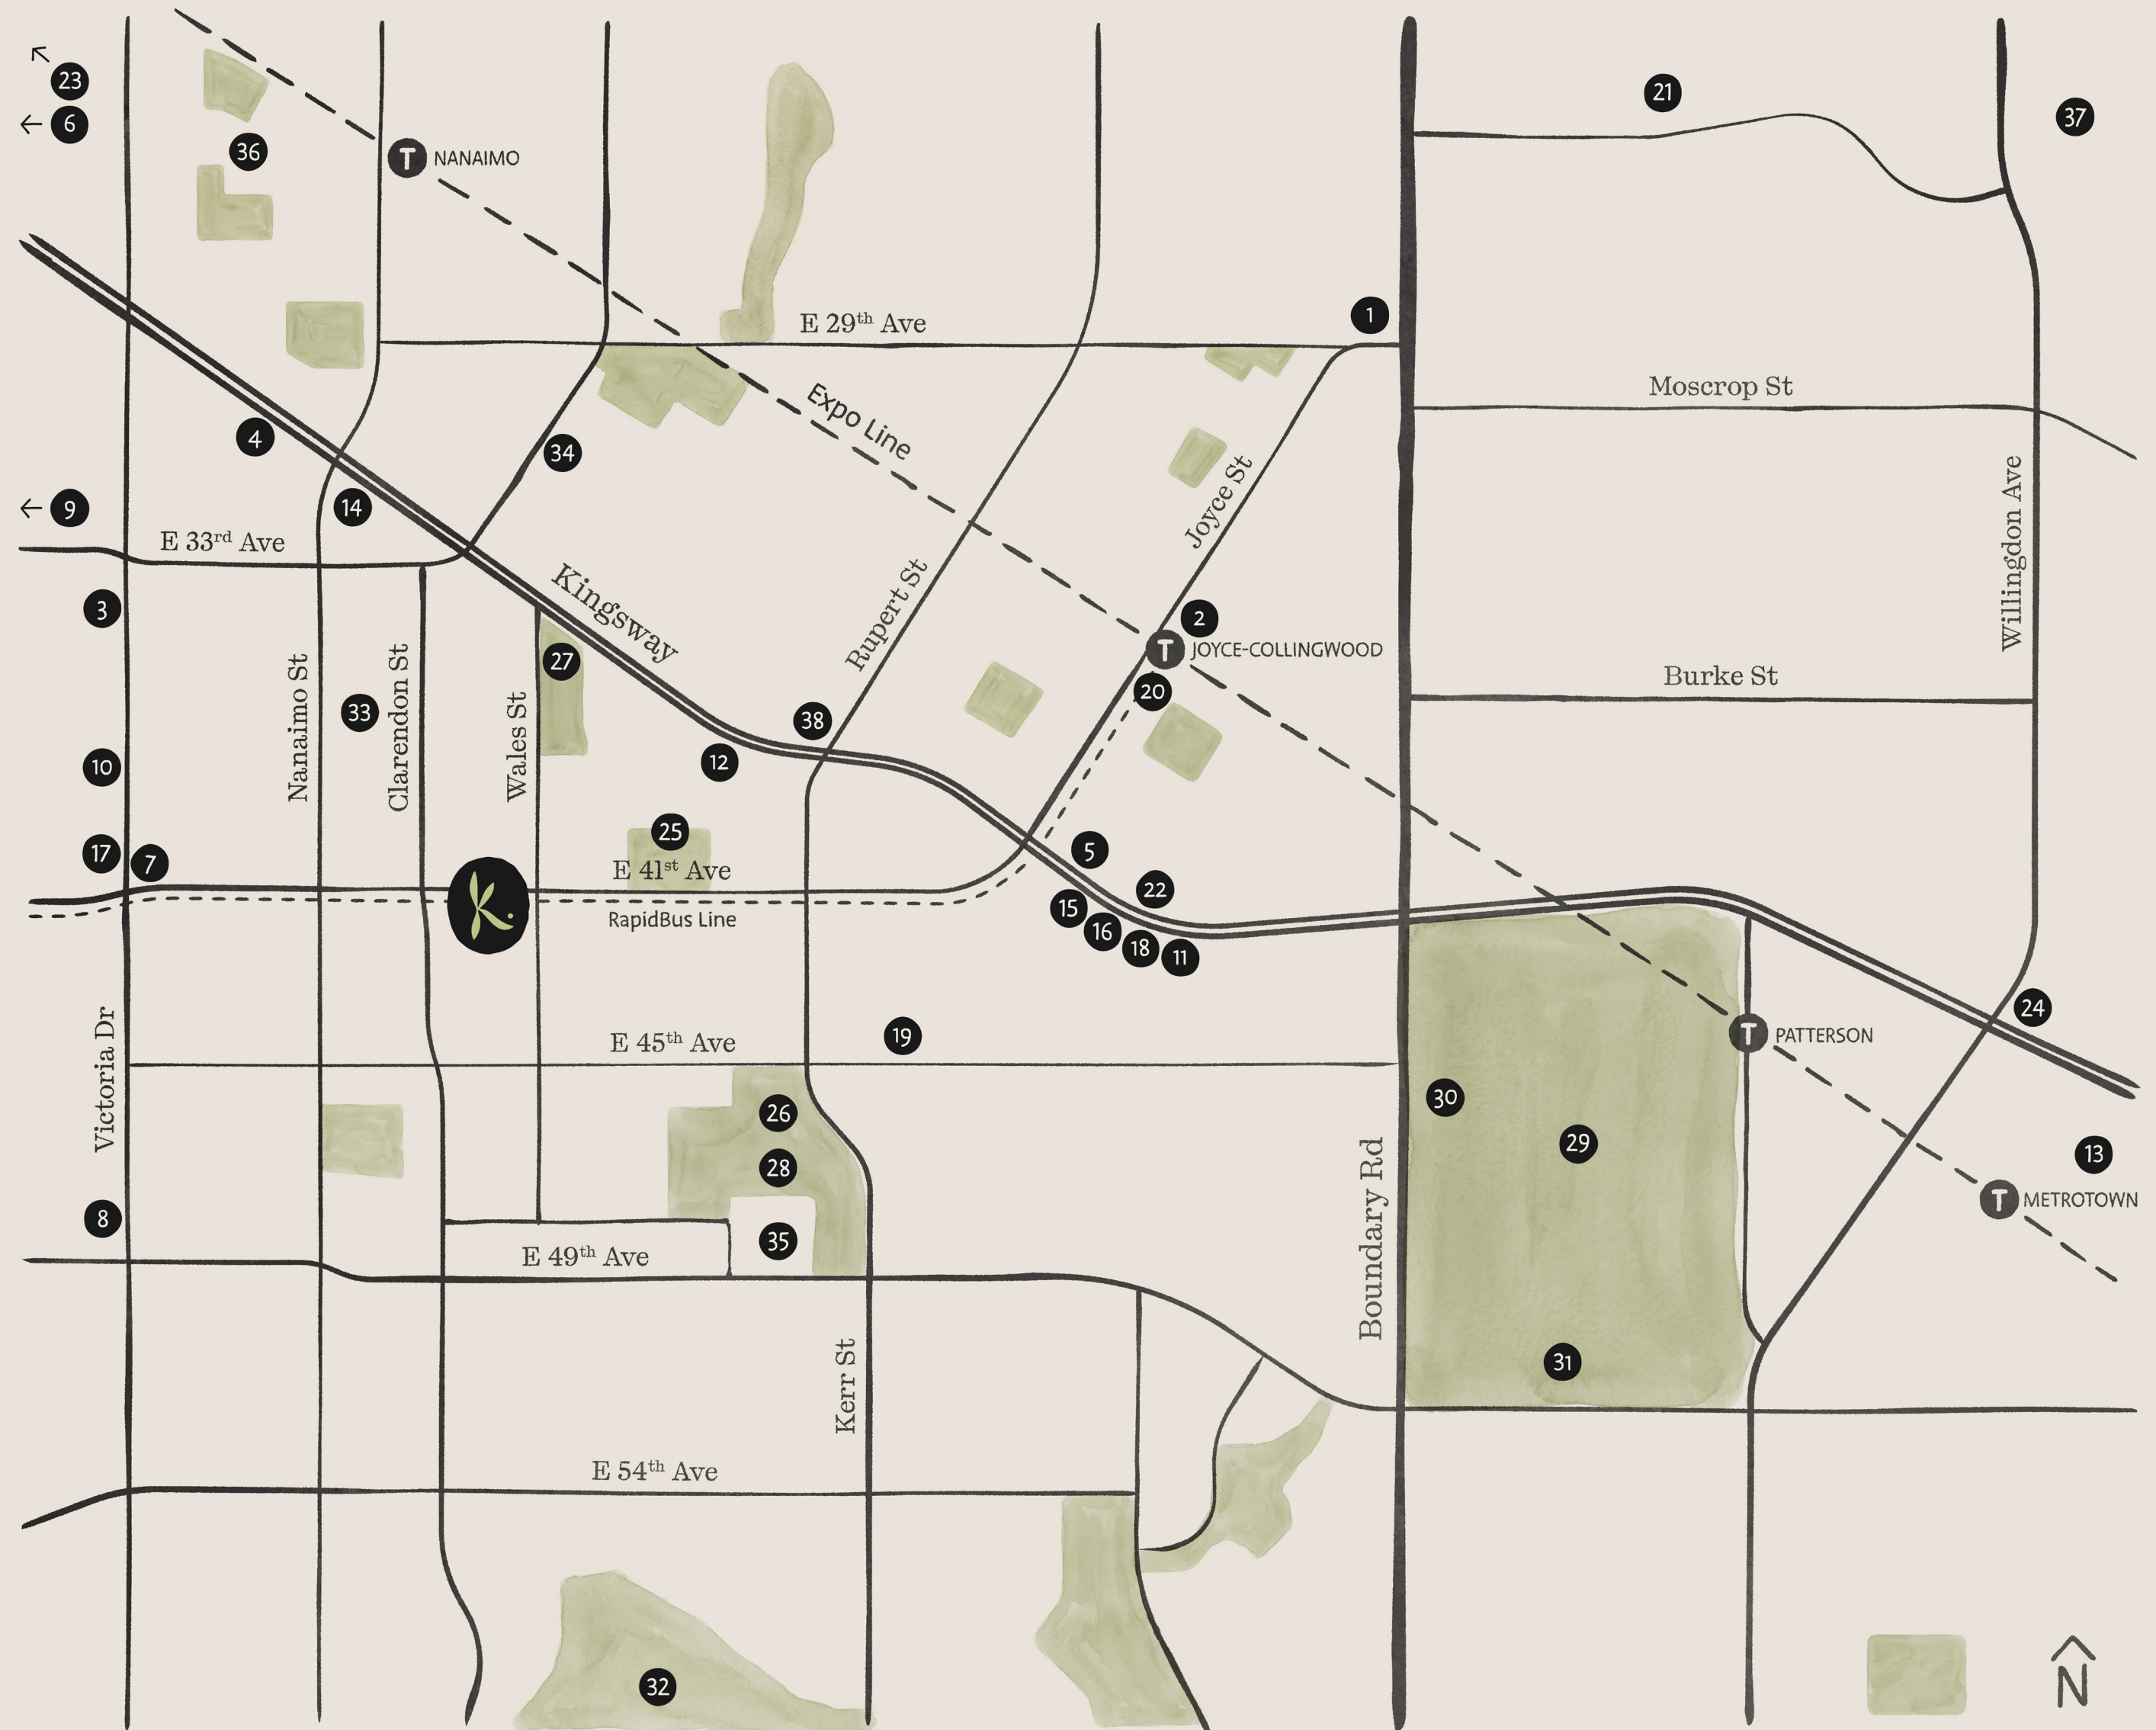 23
6
36
T NANAIMO
21
37
1
E 29th Ave
Expo Line
Moscrop St
4
34
9
14
E 33rd Ave
Joyce St
Willingdon Ave
3
Kingsway
Rupert St
2
T JOYCE-COLLINGWOOD
20
27
33
Nanaimo St
Clarendon St
Wales St
38
12
Burke St
10
17
7
25
E 41st Ave
K
RapidBus Line
5
22
15
16
18
11
19
E 45th Ave
Victoria Dr
24
T PATTERSON
26
28
35
30
29
13
T METROTOWN
8
E 49th Ave
Boundary Rd
31
Kerr St
E 54th Ave
32
N